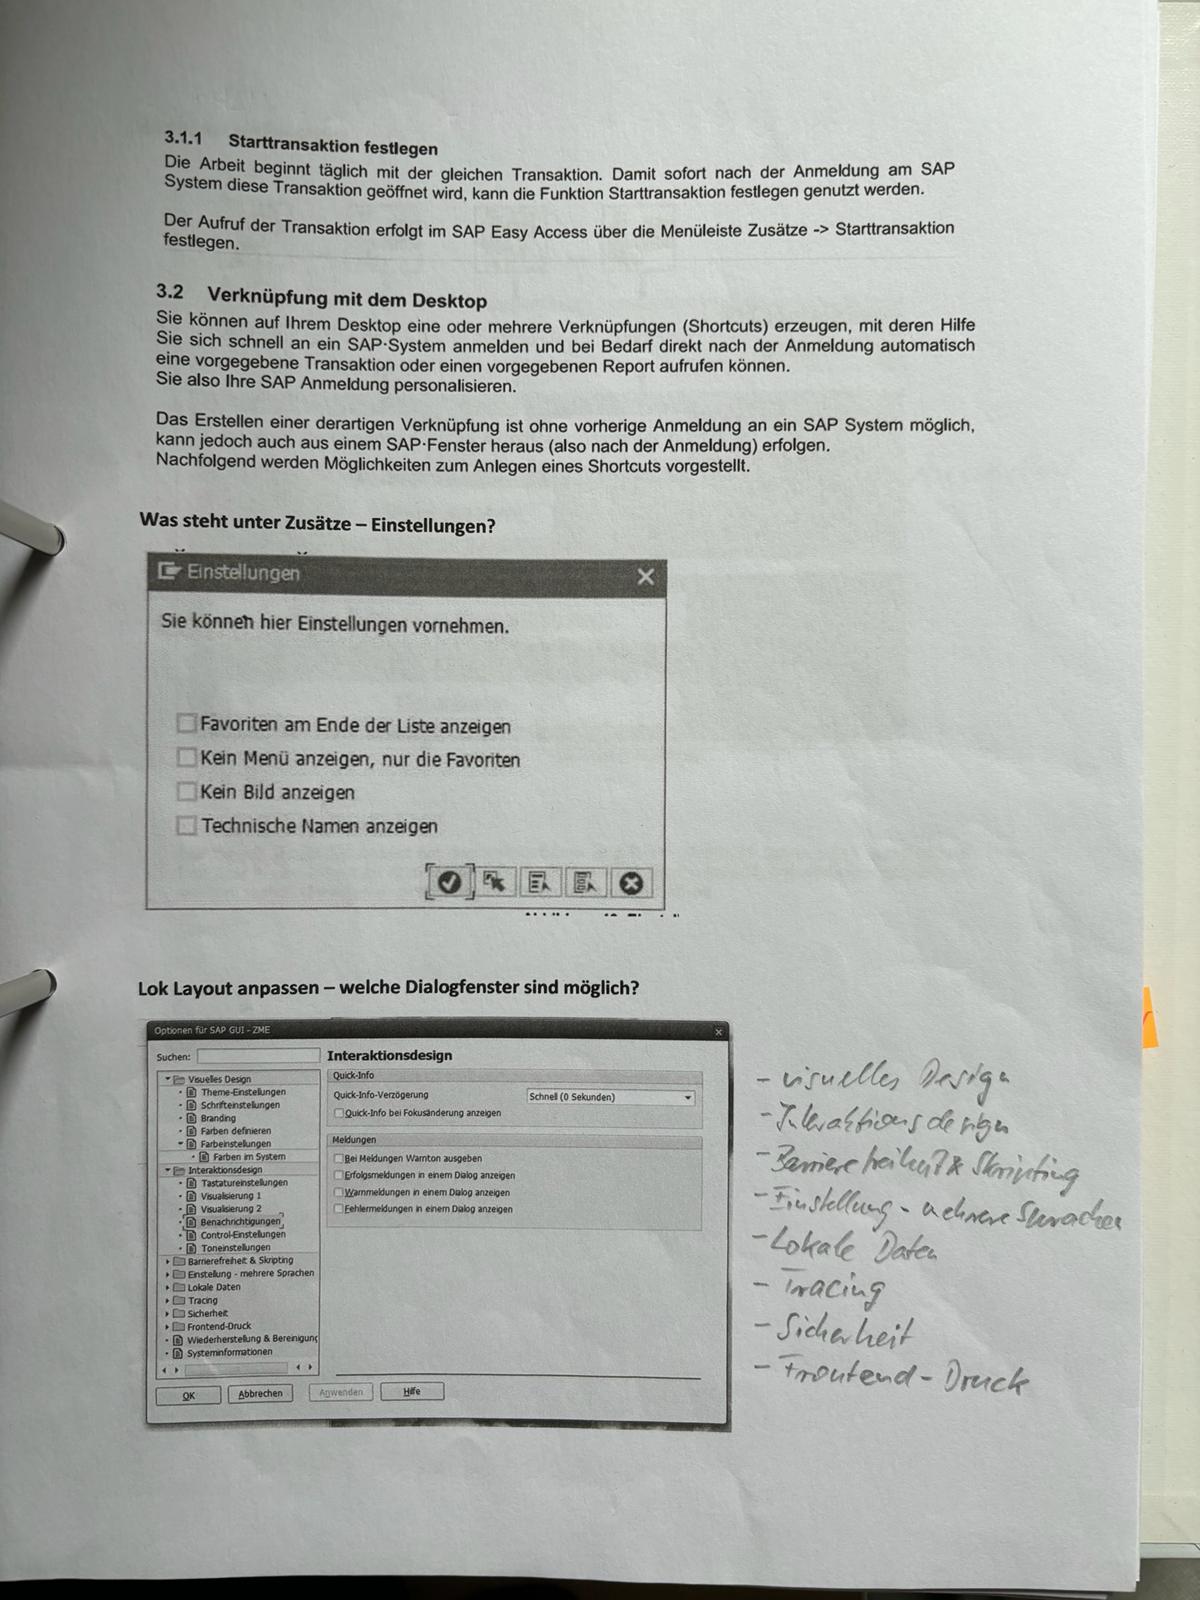 3.1.1 Starttransaktion festlegen
Die Arbeit beginnt täglich mit der gleichen Transaktion. Damit sofort nach der Anmeldung am SAP
System diese Transaktion geöffnet wird, kann die Funktion Starttransaktion festlegen genutzt werden.
Der Aufruf der Transaktion erfolgt im SAP Easy Access über die Menüleiste Zusätze -> Starttransaktion
festlegen.
3.2 Verknüpfung mit dem Desktop
Sie können auf Ihrem Desktop eine oder mehrere Verknüpfungen (Shortcuts) erzeugen, mit deren Hilfe
Sie sich schnell an ein SAP·System anmelden und bei Bedarf direkt nach der Anmeldung automatisch
eine vorgegebene Transaktion oder einen vorgegebenen Report aufrufen können.
Sie also Ihre SAP Anmeldung personalisieren.
Das Erstellen einer derartigen Verknüpfung ist ohne vorherige Anmeldung an ein SAP System möglich,
kann jedoch auch aus einem SAP·Fenster heraus (also nach der Anmeldung) erfolgen.
Nachfolgend werden Möglichkeiten zum Anlegen eines Shortcuts vorgestellt.
Was steht unter Zusätze – Einstellungen?
Einstellungen
Sie können hier Einstellungen vornehmen.
Favoriten am Ende der Liste anzeigen
Kein Menü anzeigen, nur die Favoriten
Kein Bild anzeigen
Technische Namen anzeigen
Lok Layout anpassen – welche Dialogfenster sind möglich?
Optionen für SAP GUI - ZME
Suchen:
Visuelles Design
Theme-Einstellungen
Schrifteinstellungen
Branding
Farben definieren
Farbeinstellungen
Farben im System
Interaktionsdesign
Tastatureinstellungen
Visualisierung 1
Visualisierung 2
Benachrichtigungen
Control-Einstellungen
Toneinstellungen
Barrierefreiheit & Skripting
Einstellung - mehrere Sprachen
Lokale Daten
Tracing
Sicherheit
Frontend-Druck
Wiederherstellung & Bereinigung
Systeminformationen
Interaktionsdesign
Quick-Info
Quick-Info-Verzögerung Schnell (0 Sekunden)
Quick-Info bei Fokusänderung anzeigen
Meldungen
Bei Meldungen Warnton ausgeben
Erfolgsmeldungen in einem Dialog anzeigen
Warnmeldungen in einem Dialog anzeigen
Fehlermeldungen in einem Dialog anzeigen
OK Abbrechen Anwenden Hilfe
- visuelles Design
- Interaktionsdesign
- Barrierefreiheit & Skripting
- Einstellung - mehrere Sprachen
- Lokale Daten
- Tracing
- Sicherheit
- Frontend-Druck